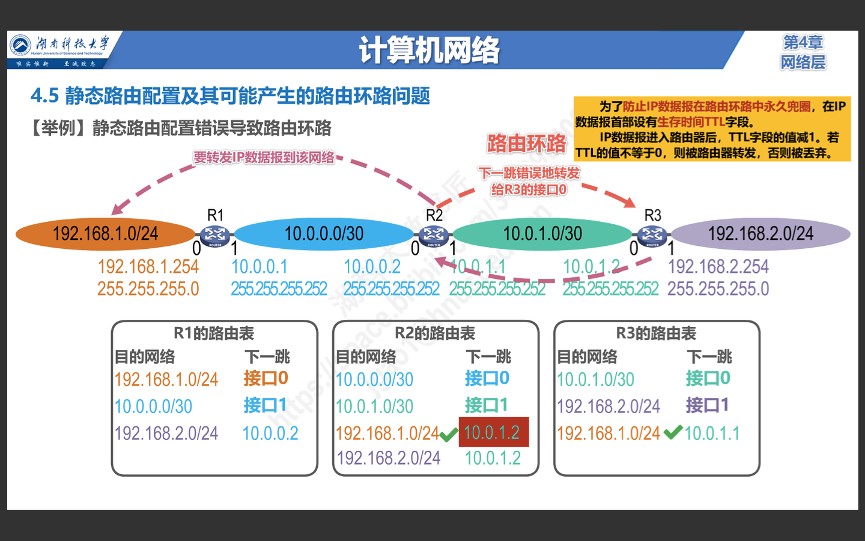 湖南科技大学
Hunan University of Science and Technology
唯实惟新 至诚致志
计算机网络
第4章
网络层
4.5 静态路由配置及其可能产生的路由环路问题
【举例】静态路由配置错误导致路由环路
为了防止IP数据报在路由环路中永久兜圈，在IP
数据报首部设有生存时间TTL字段。
IP数据报进入路由器后，TTL字段的值减1。若
TTL的值不等于0，则被路由器转发，否则被丢弃。
要转发IP数据报到该网络
路由环路
下一跳错误地转发
给R3的接口0
R1 R2 R3
192.168.1.0/24 10.0.0.0/30 10.0.1.0/30 192.168.2.0/24
0 1 0 1 0 1
192.168.1.254 10.0.0.1 10.0.0.2 10.0.1.1 10.0.1.2 192.168.2.254
255.255.255.0 255.255.255.252 255.255.255.252 255.255.255.252 255.255.255.252 255.255.255.0
R1的路由表
目的网络 下一跳
192.168.1.0/24 接口0
10.0.0.0/30 接口1
192.168.2.0/24 10.0.0.2
R2的路由表
目的网络 下一跳
10.0.0.0/30 接口0
10.0.1.0/30 接口1
192.168.1.0/24 10.0.1.2
192.168.2.0/24 10.0.1.2
R3的路由表
目的网络 下一跳
10.0.1.0/30 接口0
192.168.2.0/24 接口1
192.168.1.0/24 10.0.1.1